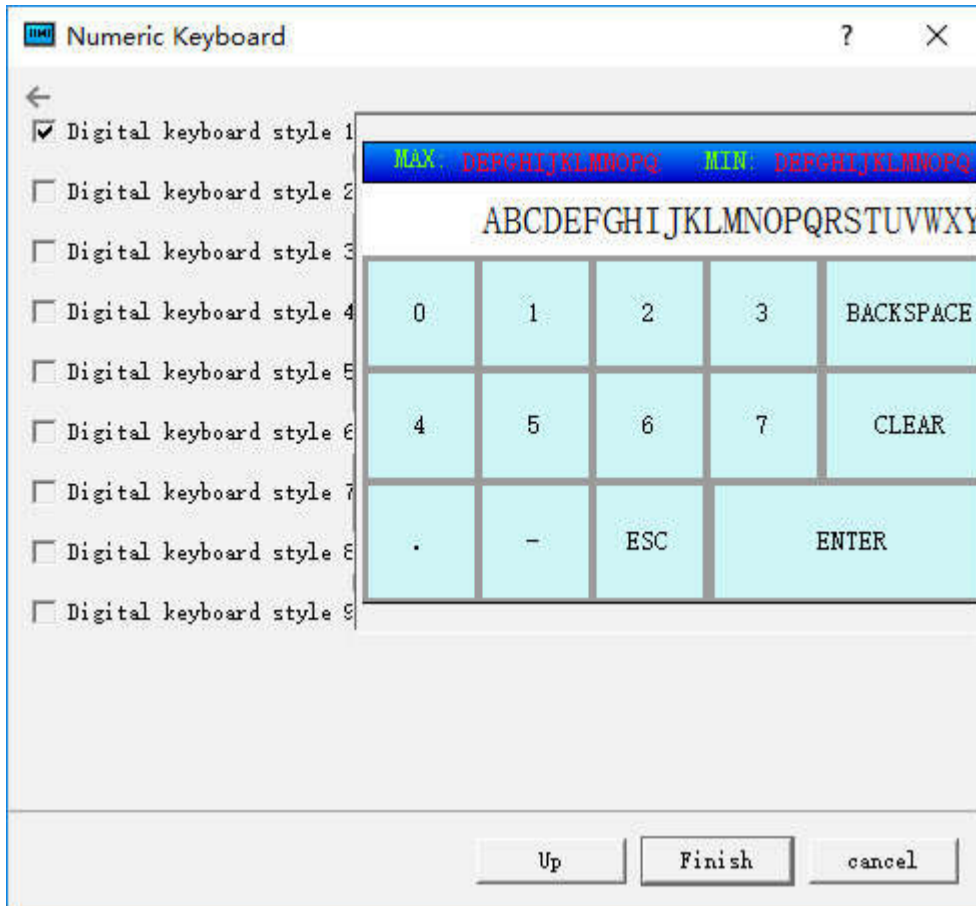 HMI Numeric Keyboard ? ×
←
Digital keyboard style 1
Digital keyboard style 2
Digital keyboard style 3
Digital keyboard style 4
Digital keyboard style 5
Digital keyboard style 6
Digital keyboard style 7
Digital keyboard style 8
Digital keyboard style 9
MAX: DEFGHIJKLMNOPQ MIN: DEFGHIJKLMNOPQ
ABCDEFGHIJKLMNOPQRSTUVWXY
0 1 2 3 BACKSPACE
4 5 6 7 CLEAR
. - ESC ENTER
Up Finish cancel